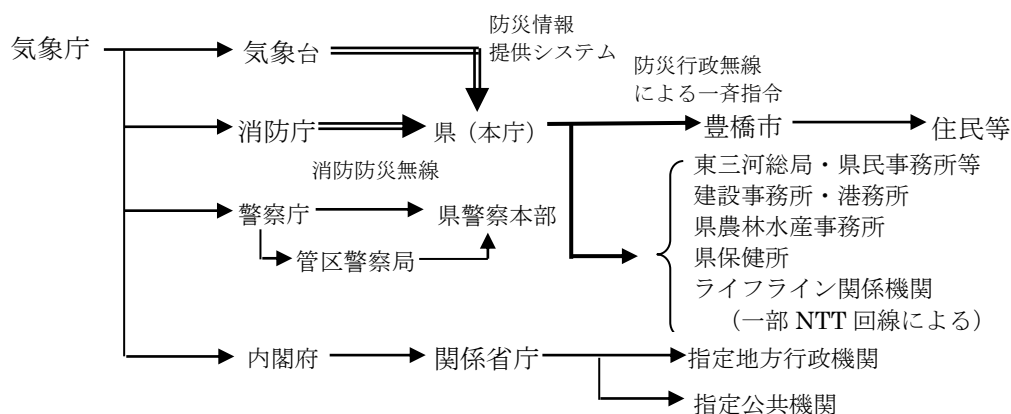 防災情報
提供システム
気象庁
気象台
防災行政無線
による一斉指令
消防庁
県（本庁）
豊橋市
住民等
消防防災無線
東三河総局・県民事務所等
建設事務所・港務所
県農林水産事務所
県保健所
ライフライン関係機関
（一部 NTT 回線による）
警察庁
県警察本部
管区警察局
内閣府
関係省庁
指定地方行政機関
指定公共機関